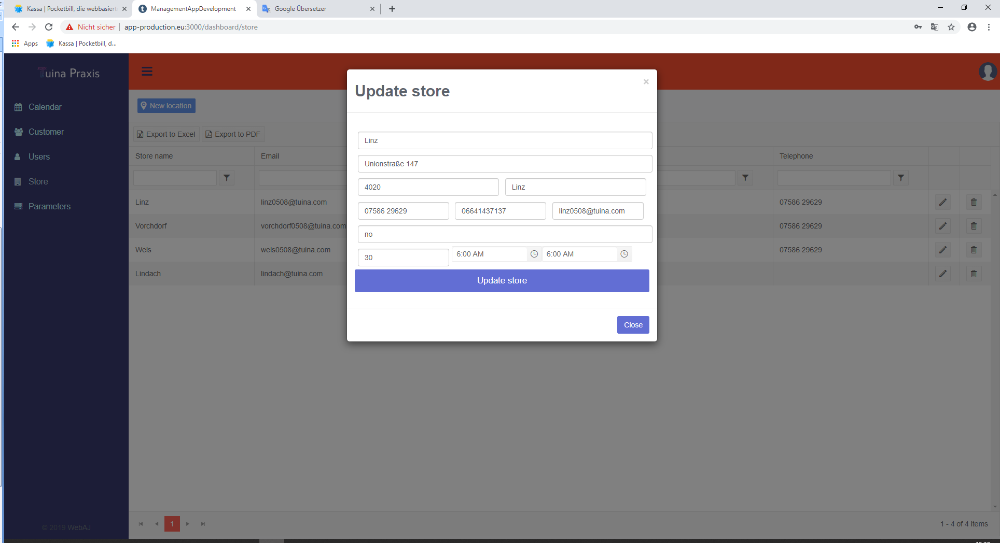 Kassa | Pocketbill, die webbasiert
ManagementAppDevelopment
Google Übersetzer
Nicht sicher
app-production.eu:3000/dashboard/store
Apps
Kassa | Pocketbill, d...
Tuina Praxis
Calendar
Customer
Users
Store
Parameters
© 2019 WebAJ
New location
Export to Excel
Export to PDF
Store name
Email
Telephone
Linz
linz0508@tuina.com
07586 29629
Vorchdorf
vorchdorf0508@tuina.com
07586 29629
Wels
wels0508@tuina.com
07586 29629
Lindach
lindach@tuina.com
1
1 - 4 of 4 items
Update store
Linz
Unionstraße 147
4020
Linz
07586 29629
06641437137
linz0508@tuina.com
no
30
6:00 AM
6:00 AM
Update store
Close